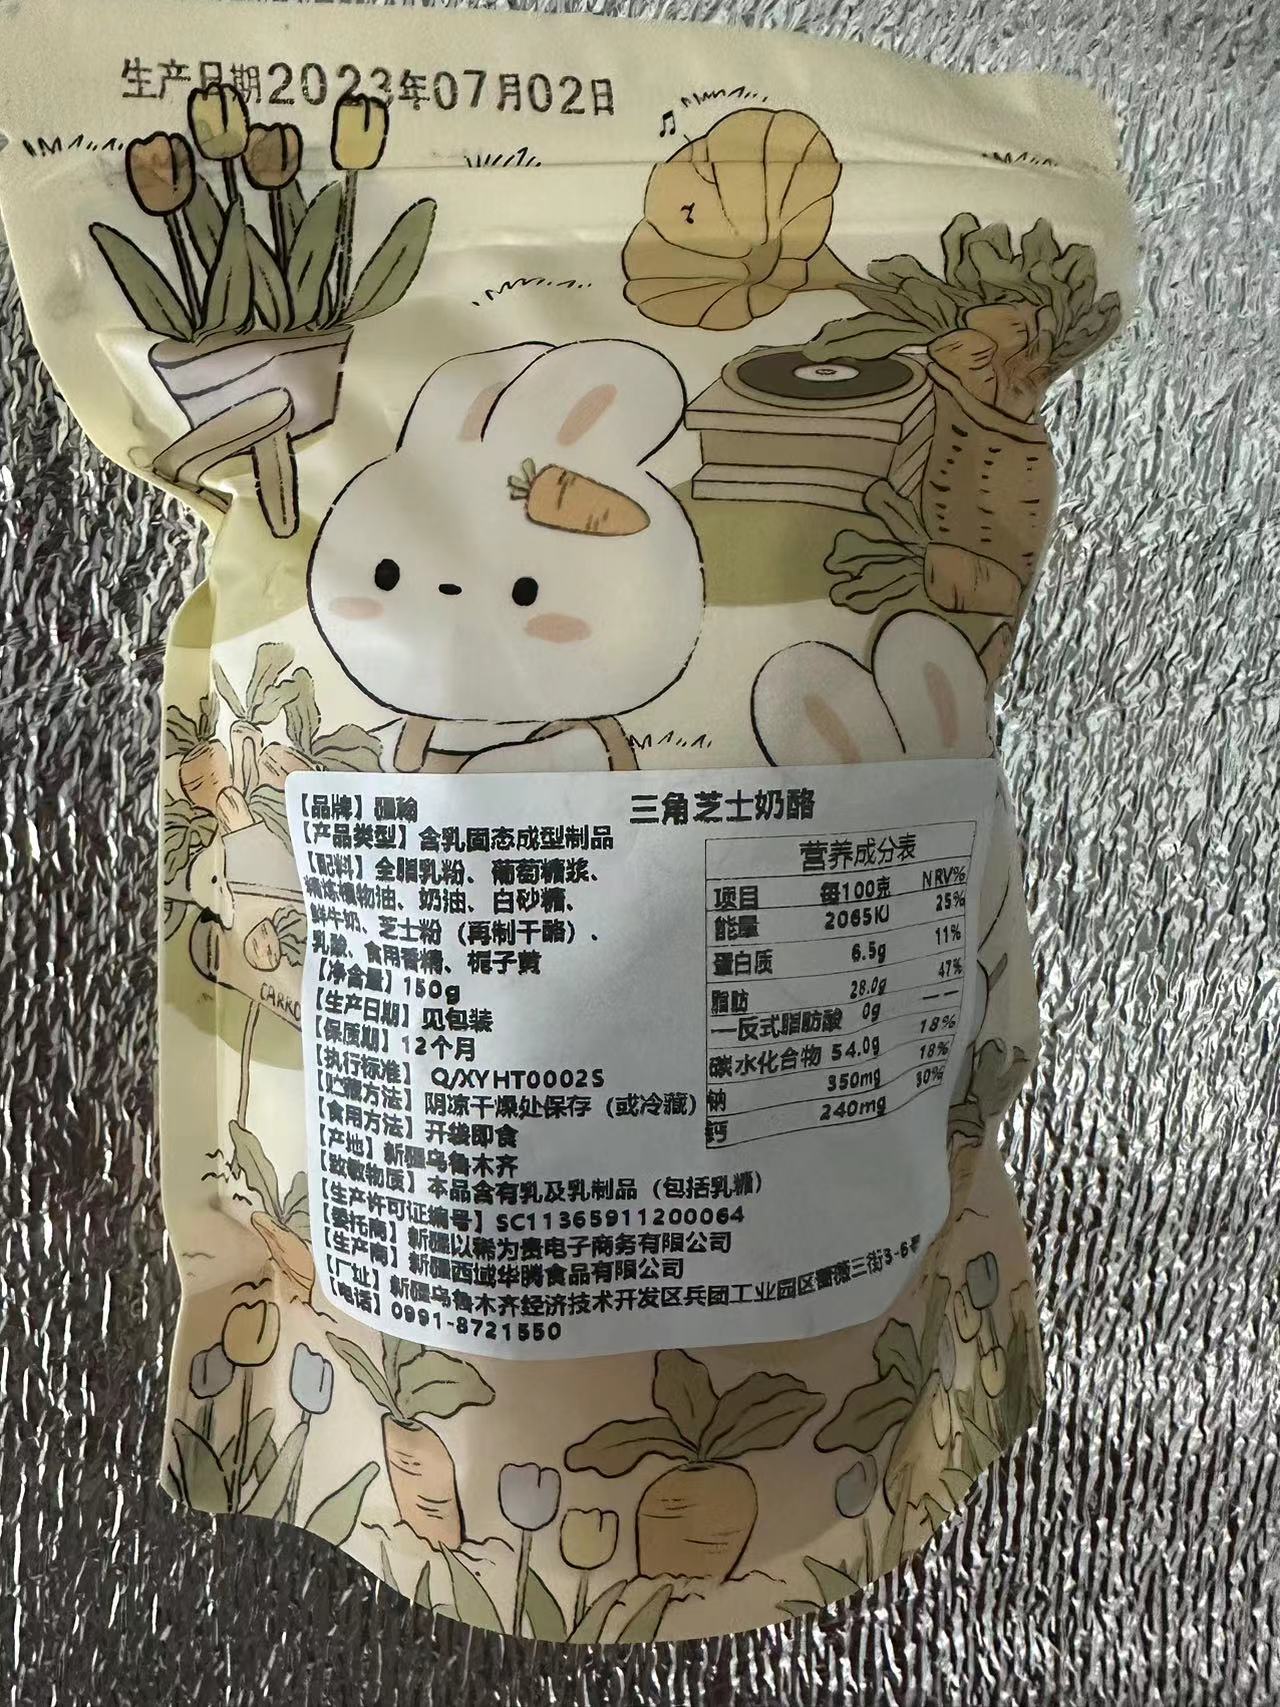 生产日期2023年07月02日
【品牌】疆翰
三角芝士奶酪
【产品类型】含乳固态成型制品
【配料】全脂乳粉、葡萄糖浆、
精炼植物油、奶油、白砂糖、
鲜牛奶、芝士粉（再制干酪）、
乳酸、食用香精、栀子黄
【净含量】150g
【生产日期】见包装
【保质期】12个月
【执行标准】Q/XYHT0002S
【贮藏方法】阴凉干燥处保存（或冷藏）
【食用方法】开袋即食
【产地】新疆乌鲁木齐
【致敏物质】本品含有乳及乳制品（包括乳糖）
【生产许可证编号】SC11365911200064
【委托商】新疆以稀为贵电子商务有限公司
【生产商】新疆西域华腾食品有限公司
【厂址】新疆乌鲁木齐经济技术开发区兵团工业园区蔷薇三街3-6号
【电话】0991-8721550
营养成分表
项目 每100克 NRV%
能量 2065KJ 25%
蛋白质 6.5g 11%
脂肪 28.0g 47%
—反式脂肪酸 0g ——
碳水化合物 54.0g 18%
钠 350mg 18%
钙 240mg 30%
CARRO